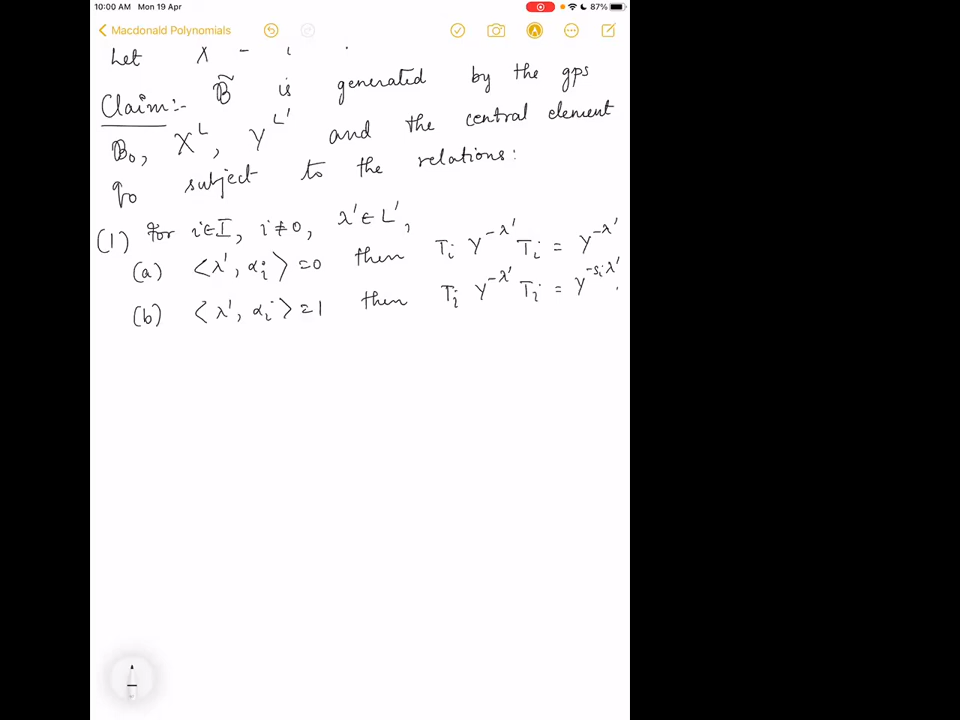 10:00 AM Mon 19 Apr 87%
Macdonald Polynomials
Let X
Claim:- 𝔅̃ is generated by the gps
𝔅₀, X^L, Y^{L'} and the central element
q₀ subject to the relations:
(1) For i∈I, i≠0, λ'∈L',
(a) ⟨λ', αᵢ⟩=0 then Tᵢ Y^{-λ'} Tᵢ = Y^{-λ'}
(b) ⟨λ', αᵢ⟩=1 then Tᵢ Y^{-λ'} Tᵢ = Y^{-sᵢλ'}.